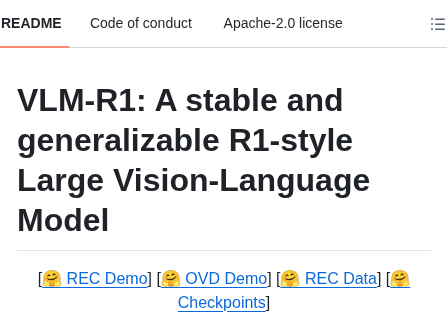 README Code of conduct Apache-2.0 license
VLM-R1: A stable and
generalizable R1-style
Large Vision-Language
Model
[🤗 REC Demo] [🤗 OVD Demo] [🤗 REC Data] [🤗
Checkpoints]